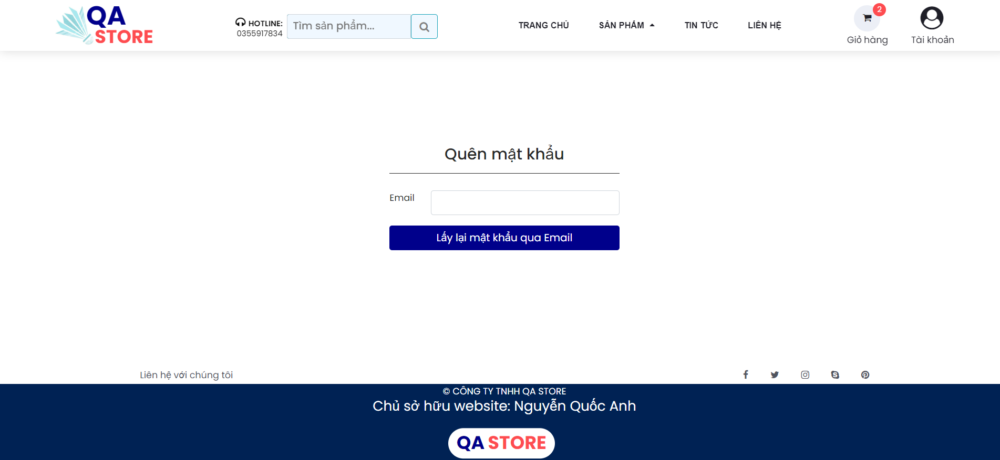 QA
STORE
HOTLINE:
0355917834
Tìm sản phẩm...
TRANG CHỦ
SẢN PHẨM
TIN TỨC
LIÊN HỆ
2
Giỏ hàng
Tài khoản
Quên mật khẩu
Email
Lấy lại mật khẩu qua Email
Liên hệ với chúng tôi
© CÔNG TY TNHH QA STORE
Chủ sở hữu website: Nguyễn Quốc Anh
QA STORE